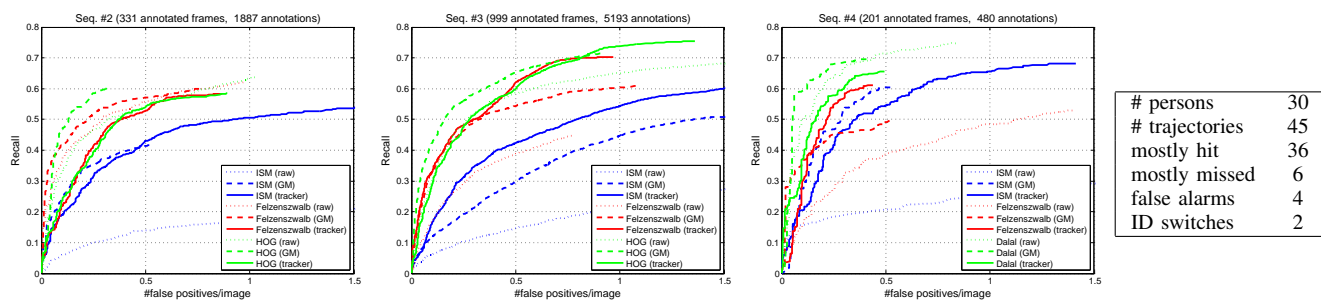 Seq. #2 (331 annotated frames, 1887 annotations)
0.8
0.7
0.6
0.5
0.4
0.3
0.2
0.1
0
Recall
0
0.5
1
1.5
#false positives/image
ISM (raw)
ISM (GM)
ISM (tracker)
Felzenszwalb (raw)
Felzenszwalb (GM)
Felzenszwalb (tracker)
HOG (raw)
HOG (GM)
HOG (tracker)
Seq. #3 (999 annotated frames, 5193 annotations)
0.8
0.7
0.6
0.5
0.4
0.3
0.2
0.1
0
Recall
0
0.5
1
1.5
#false positives/image
ISM (raw)
ISM (GM)
ISM (tracker)
Felzenszwalb (raw)
Felzenszwalb (GM)
Felzenszwalb (tracker)
HOG (raw)
HOG (GM)
HOG (tracker)
Seq. #4 (201 annotated frames, 480 annotations)
0.8
0.7
0.6
0.5
0.4
0.3
0.2
0.1
0
Recall
0
0.5
1
1.5
#false positives/image
ISM (raw)
ISM (GM)
ISM (tracker)
Felzenszwalb (raw)
Felzenszwalb (GM)
Felzenszwalb (tracker)
Dalal (raw)
Dalal (GM)
Dalal (tracker)
# persons 30
# trajectories 45
mostly hit 36
mostly missed 6
false alarms 4
ID switches 2